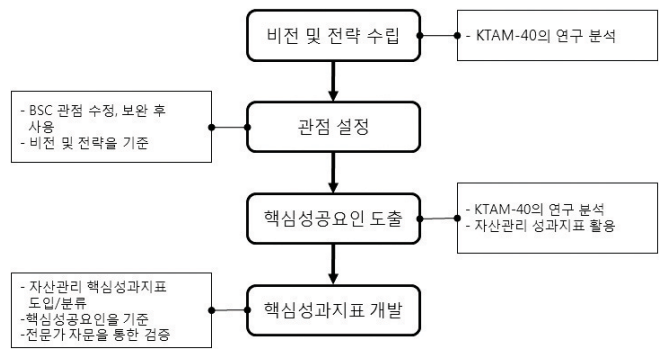 비전 및 전략 수립
- KTAM-40의 연구 분석
- BSC 관점 수정, 보완 후
사용
- 비전 및 전략을 기준
관점 설정
핵심성공요인 도출
- KTAM-40의 연구 분석
- 자산관리 성과지표 활용
- 자산관리 핵심성과지표
도입/분류
-핵심성공요인을 기준
-전문가 자문을 통한 검증
핵심성과지표 개발